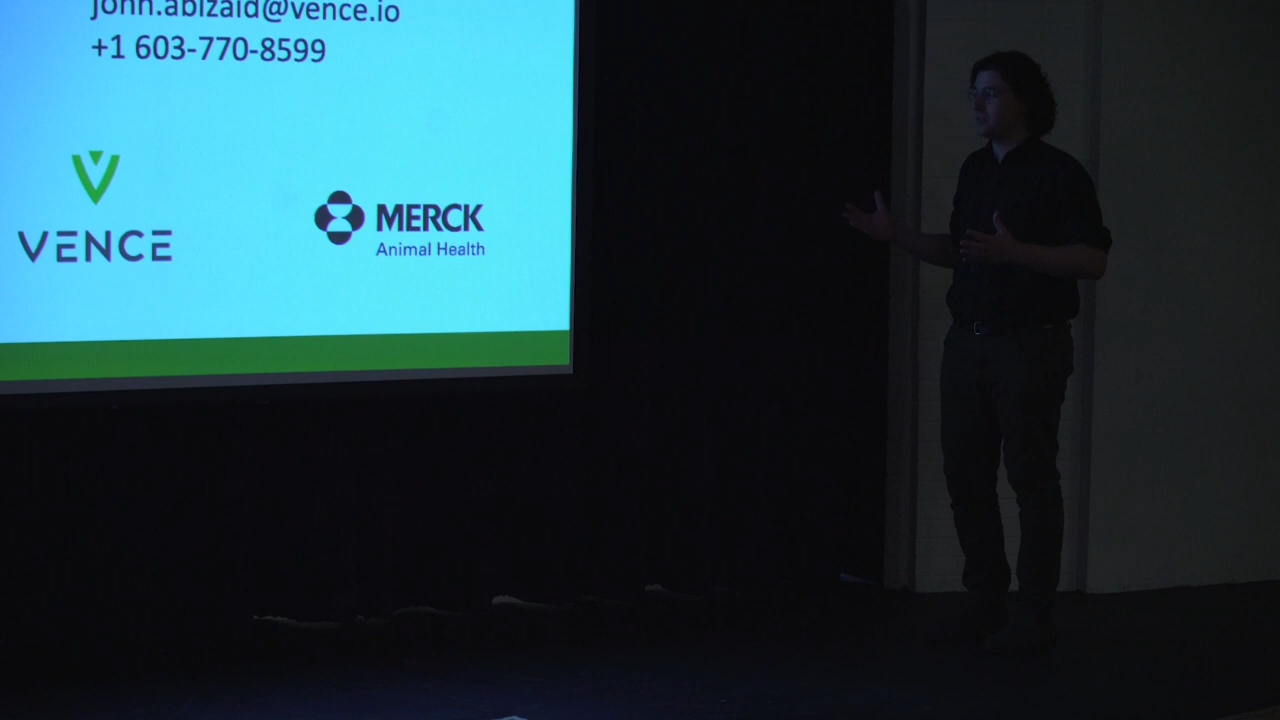 john.abizaid@vence.io
+1 603-770-8599
VENCE
MERCK
Animal Health